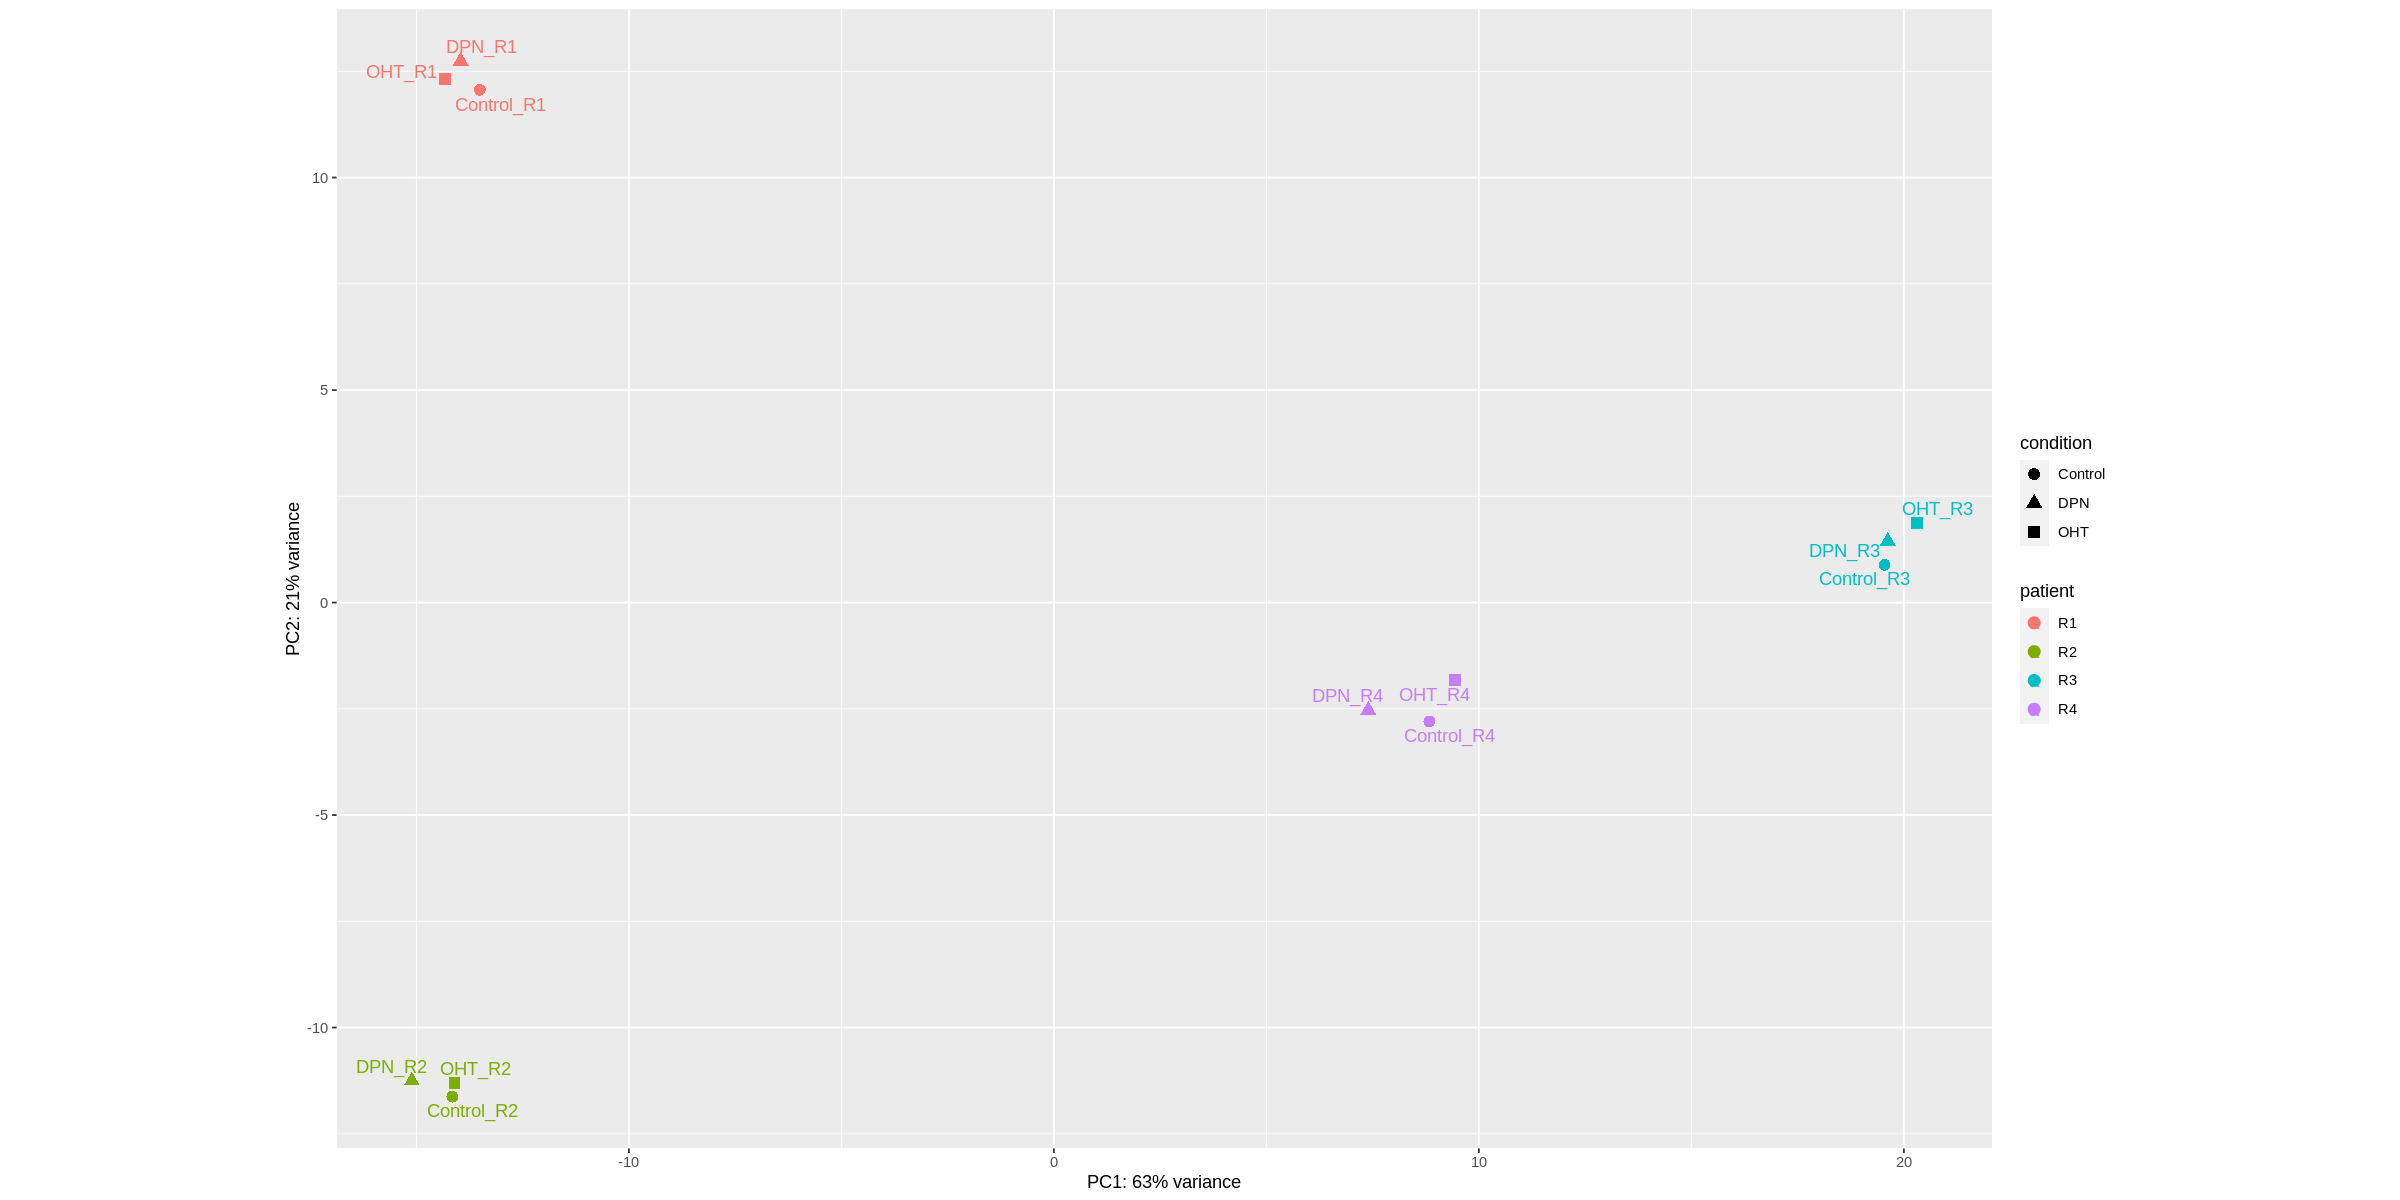 DPN_R1
OHT_R1
Control_R1
10
5
OHT_R3
DPN_R3
Control_R3
0
DPN_R4
OHT_R4
Control_R4
-5
-10
DPN_R2
OHT_R2
Control_R2
-10
0
10
20
PC1: 63% variance
PC2: 21% variance
condition
Control
DPN
OHT
patient
R1
R2
R3
R4